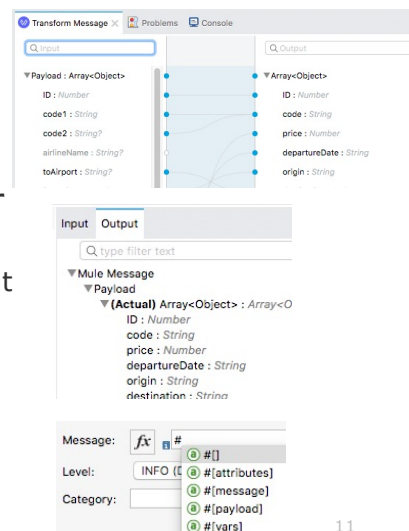 Transform Message Problems Console
Input Output
Payload : Array<Object> Array<Object>
ID : Number ID : Number
code1 : String code : String
code2 : String? price : Number
airlineName : String? departureDate : String
toAirport : String? origin : String
t
Input Output
type filter text
Mule Message
Payload
(Actual) Array<Object> : Array<O
ID : Number
code : String
price : Number
departureDate : String
origin : String
destination : String
Message: fx #
#[]
Level: INFO (D #[attributes]
#[message]
Category: #[payload]
#[vars]
11